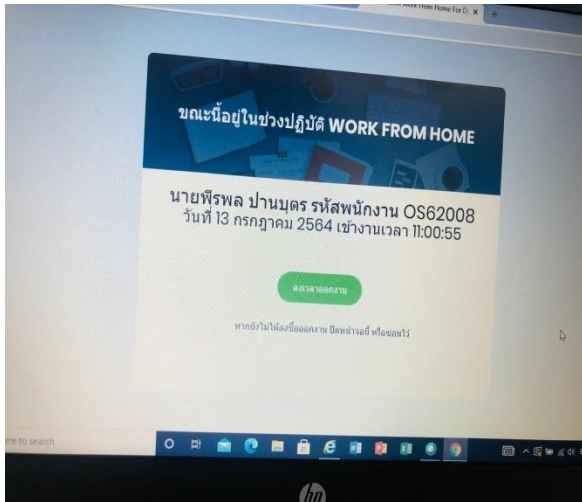 Work From Home For D
ขณะนี้อยู่ในช่วงปฏิบัติ WORK FROM HOME
นายพีรพล ปานบุตร รหัสพนักงาน OS62008
วันที่ 13 กรกฎาคม 2564 เข้างานเวลา 11:00:55
ลงเวลาออกงาน
หากยังไม่ได้ลงชื่อออกงาน ปิดหน้าจอนี้ หรือซ่อนไว้
ere to search
hp